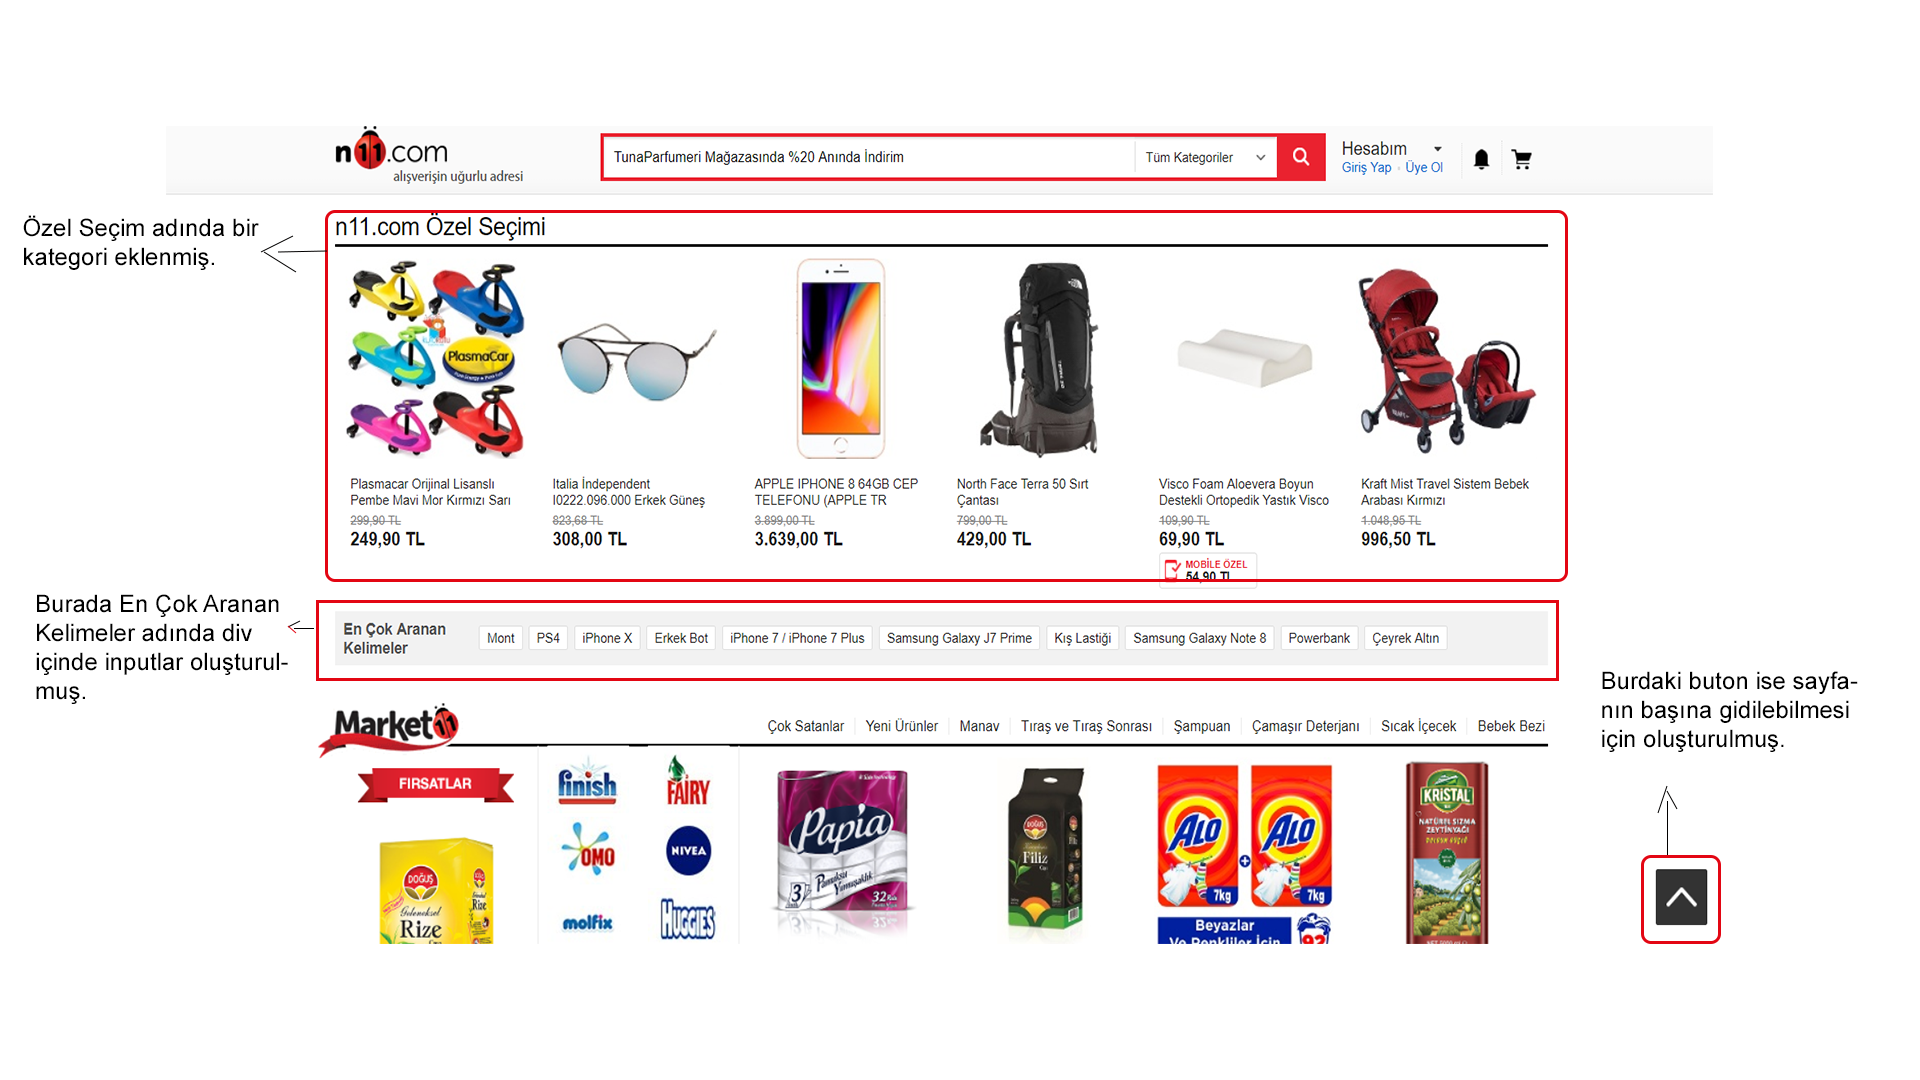 n11.com
alışverişin uğurlu adresi
TunaParfumeri Mağazasında %20 Anında İndirim
Tüm Kategoriler
Hesabım
Giriş Yap · Üye Ol
Özel Seçim adında bir
kategori eklenmiş.
n11.com Özel Seçimi
PlasmaCar
Plasmacar Orijinal Lisanslı
Pembe Mavi Mor Kırmızı Sarı
299,90 TL
249,90 TL
Italia İndependent
I0222.096.000 Erkek Güneş
823,68 TL
308,00 TL
APPLE IPHONE 8 64GB CEP
TELEFONU (APPLE TR
3.899,00 TL
3.639,00 TL
North Face Terra 50 Sırt
Çantası
799,00 TL
429,00 TL
Visco Foam Aloevera Boyun
Destekli Ortopedik Yastık Visco
109,90 TL
69,90 TL
MOBİLE ÖZEL
54,90 TL
Kraft Mist Travel Sistem Bebek
Arabası Kırmızı
1.048,95 TL
996,50 TL
Burada En Çok Aranan
Kelimeler adında div
içinde inputlar oluşturul-
muş.
En Çok Aranan
Kelimeler
Mont
PS4
iPhone X
Erkek Bot
iPhone 7 / iPhone 7 Plus
Samsung Galaxy J7 Prime
Kış Lastiği
Samsung Galaxy Note 8
Powerbank
Çeyrek Altın
Burdaki buton ise sayfa-
nın başına gidilebilmesi
için oluşturulmuş.
Market11
Çok Satanlar
Yeni Ürünler
Manav
Tıraş ve Tıraş Sonrası
Şampuan
Çamaşır Deterjanı
Sıcak İçecek
Bebek Bezi
FIRSATLAR
finish
FAIRY
OMO
NIVEA
molfix
HUGGIES
DOĞUŞ
Geleneksel
Rize
Rize
Papia
Pamuksu
Yumuşaklık
3
32
DOĞUŞ
Filiz
ALO
ALO
7kg
7kg
Beyazlar
Ve Renkliler İçin
92
KRiSTAL
NATÜREL SIZMA
ZEYTİNYAĞI